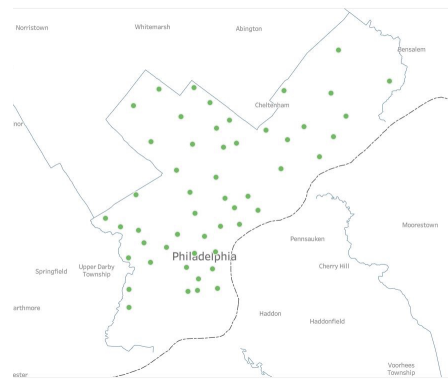 Norristown
Whitemarsh
Abington
Bensalem
Cheltenham
nor
Moorestown
Pennsauken
Philadelphia
Cherry Hill
Springfield
Upper Darby
Township
arthmore
Haddon
Haddonfield
ester
Voorhees
Township